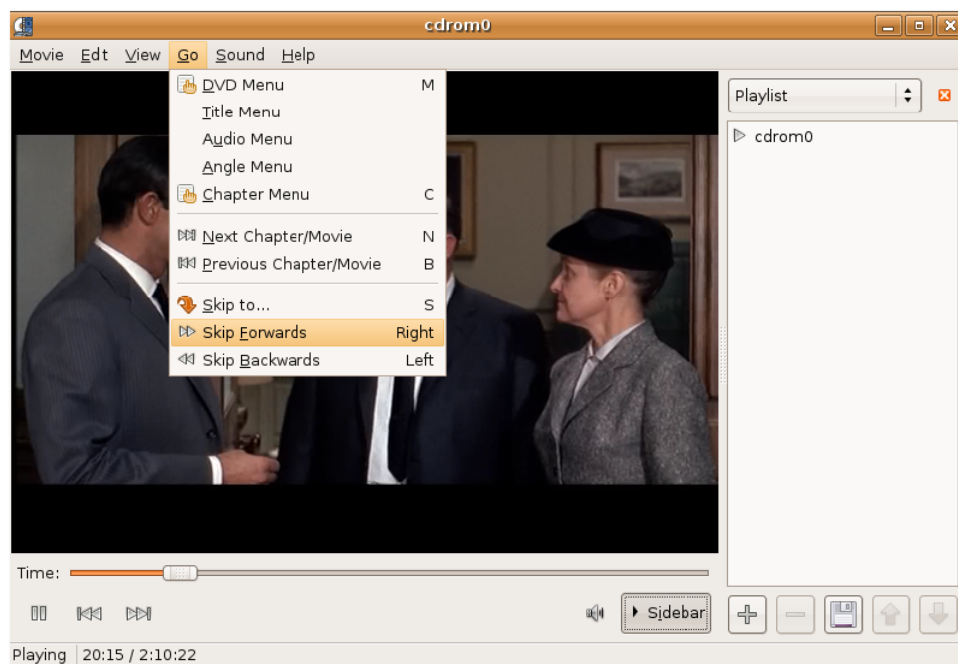 cdrom0
Movie Edt View Go Sound Help
DVD Menu M
Title Menu
Audio Menu
Angle Menu
Chapter Menu C
Next Chapter/Movie N
Previous Chapter/Movie B
Skip to... S
Skip Forwards Right
Skip Backwards Left
Playlist
cdrom0
Time:
Sidebar
Playing 20:15 / 2:10:22